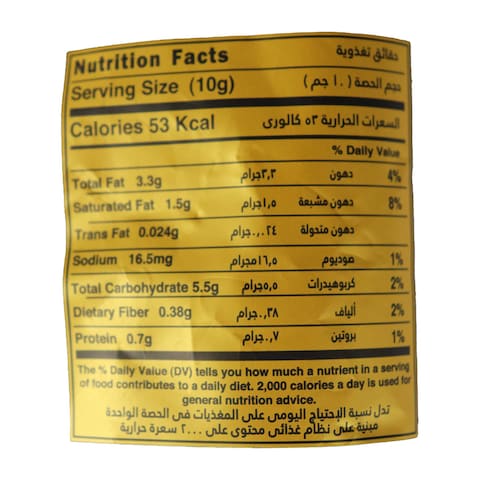 Nutrition Facts حقائق تغذوية
Serving Size (10g) حجم الحصة (١٠ جم)
Calories 53 Kcal السعرات الحرارية ٥٣ كالورى
% Daily Value
Total Fat 3.3g ٣,٣جرام دهون 4%
Saturated Fat 1.5g ١,٥جرام دهون مشبعة 8%
Trans Fat 0.024g ٠,٠٢٤جرام دهون متحولة
Sodium 16.5mg ١٦,٥جرام صوديوم 1%
Total Carbohydrate 5.5g ٥,٥جرام كربوهيدرات 2%
Dietary Fiber 0.38g ٠,٣٨جرام ألياف 2%
Protein 0.7g ٠,٧جرام بروتين 1%
The % Daily Value (DV) tells you how much a nutrient in a serving
of food contributes to a daily diet. 2,000 calories a day is used for
general nutrition advice.
تدل نسبة الإحتياج اليومى على المغذيات فى الحصة الواحدة
مبنية على نظام غذائى محتوى على ٢٠٠٠ سعرة حرارية